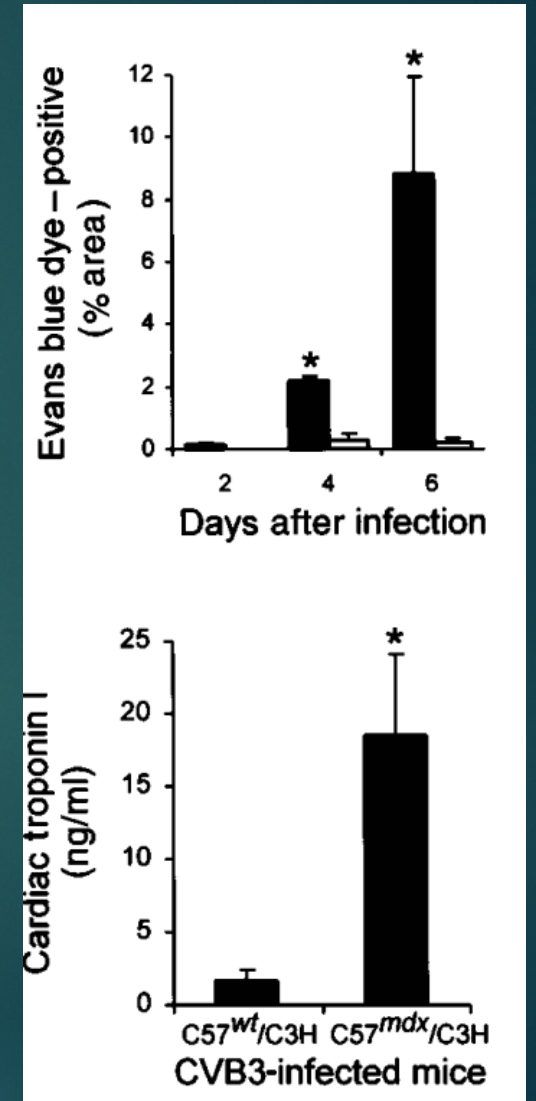 Evans blue dye–positive
(% area)
12
10
8
6
4
2
0
*
*
2 4 6
Days after infection
Cardiac troponin I
(ng/ml)
25
20
15
10
5
0
*
C57wt/C3H C57mdx/C3H
CVB3-infected mice